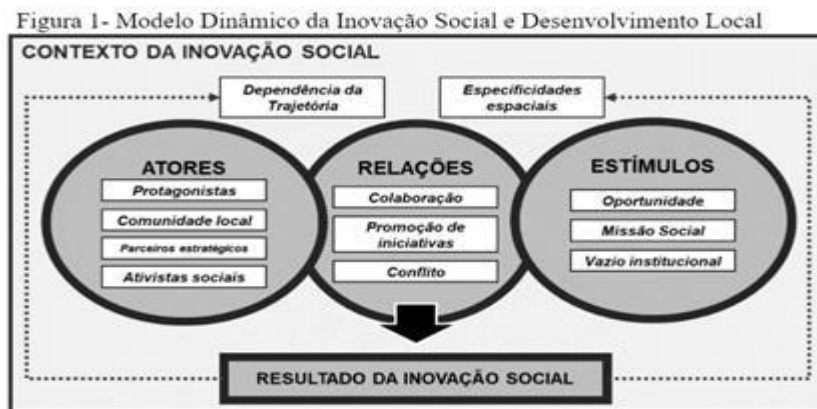 Figura 1- Modelo Dinâmico da Inovação Social e Desenvolvimento Local
CONTEXTO DA INOVAÇÃO SOCIAL
Dependência da
Trajetória
Especificidades
espaciais
ATORES
Protagonistas
Comunidade local
Parceiros estratégicos
Ativistas sociais
RELAÇÕES
Colaboração
Promoção de
iniciativas
Conflito
ESTÍMULOS
Oportunidade
Missão Social
Vazio institucional
RESULTADO DA INOVAÇÃO SOCIAL